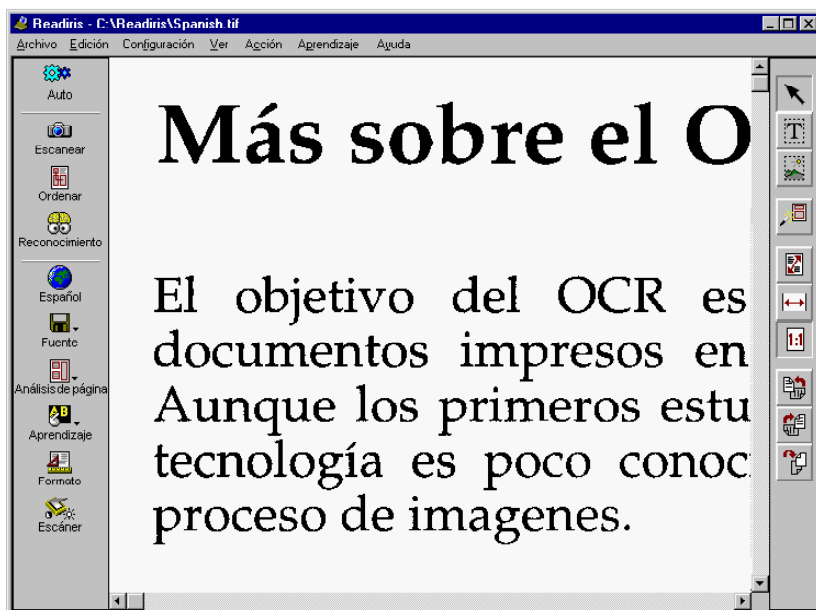 Readiris - C:\Readiris\Spanish.tif
Archivo Edición Configuración Ver Acción Aprendizaje Ayuda
Auto
Escanear
Ordenar
Reconocimiento
Español
Fuente
Análisis de página
Aprendizaje
Formato
Escáner
Más sobre el O
El objetivo del OCR es
documentos impresos en
Aunque los primeros estu
tecnología es poco conoc
proceso de imagenes.
T
1:1